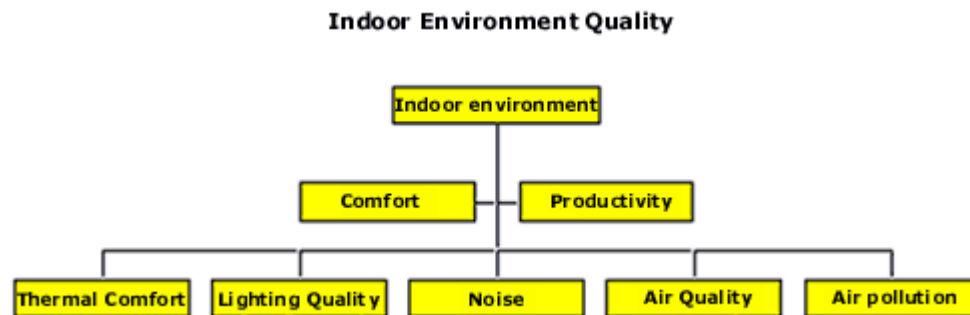 Indoor Environment Quality
Indoor environment
Comfort
Productivity
Thermal Comfort
Lighting Quality
Noise
Air Quality
Air pollution